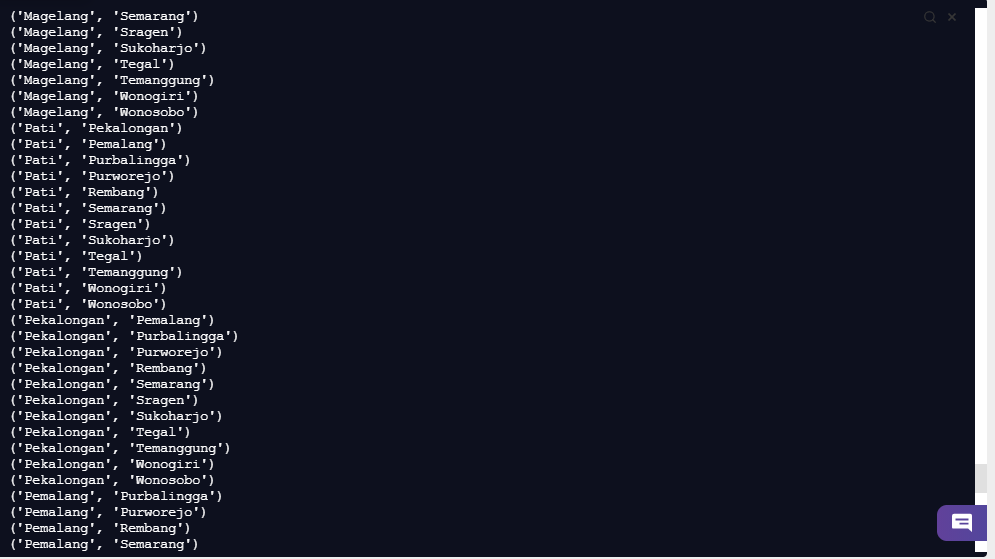 ('Magelang', 'Semarang')
('Magelang', 'Sragen')
('Magelang', 'Sukoharjo')
('Magelang', 'Tegal')
('Magelang', 'Temanggung')
('Magelang', 'Wonogiri')
('Magelang', 'Wonosobo')
('Pati', 'Pekalongan')
('Pati', 'Pemalang')
('Pati', 'Purbalingga')
('Pati', 'Purworejo')
('Pati', 'Rembang')
('Pati', 'Semarang')
('Pati', 'Sragen')
('Pati', 'Sukoharjo')
('Pati', 'Tegal')
('Pati', 'Temanggung')
('Pati', 'Wonogiri')
('Pati', 'Wonosobo')
('Pekalongan', 'Pemalang')
('Pekalongan', 'Purbalingga')
('Pekalongan', 'Purworejo')
('Pekalongan', 'Rembang')
('Pekalongan', 'Semarang')
('Pekalongan', 'Sragen')
('Pekalongan', 'Sukoharjo')
('Pekalongan', 'Tegal')
('Pekalongan', 'Temanggung')
('Pekalongan', 'Wonogiri')
('Pekalongan', 'Wonosobo')
('Pemalang', 'Purbalingga')
('Pemalang', 'Purworejo')
('Pemalang', 'Rembang')
('Pemalang', 'Semarang')